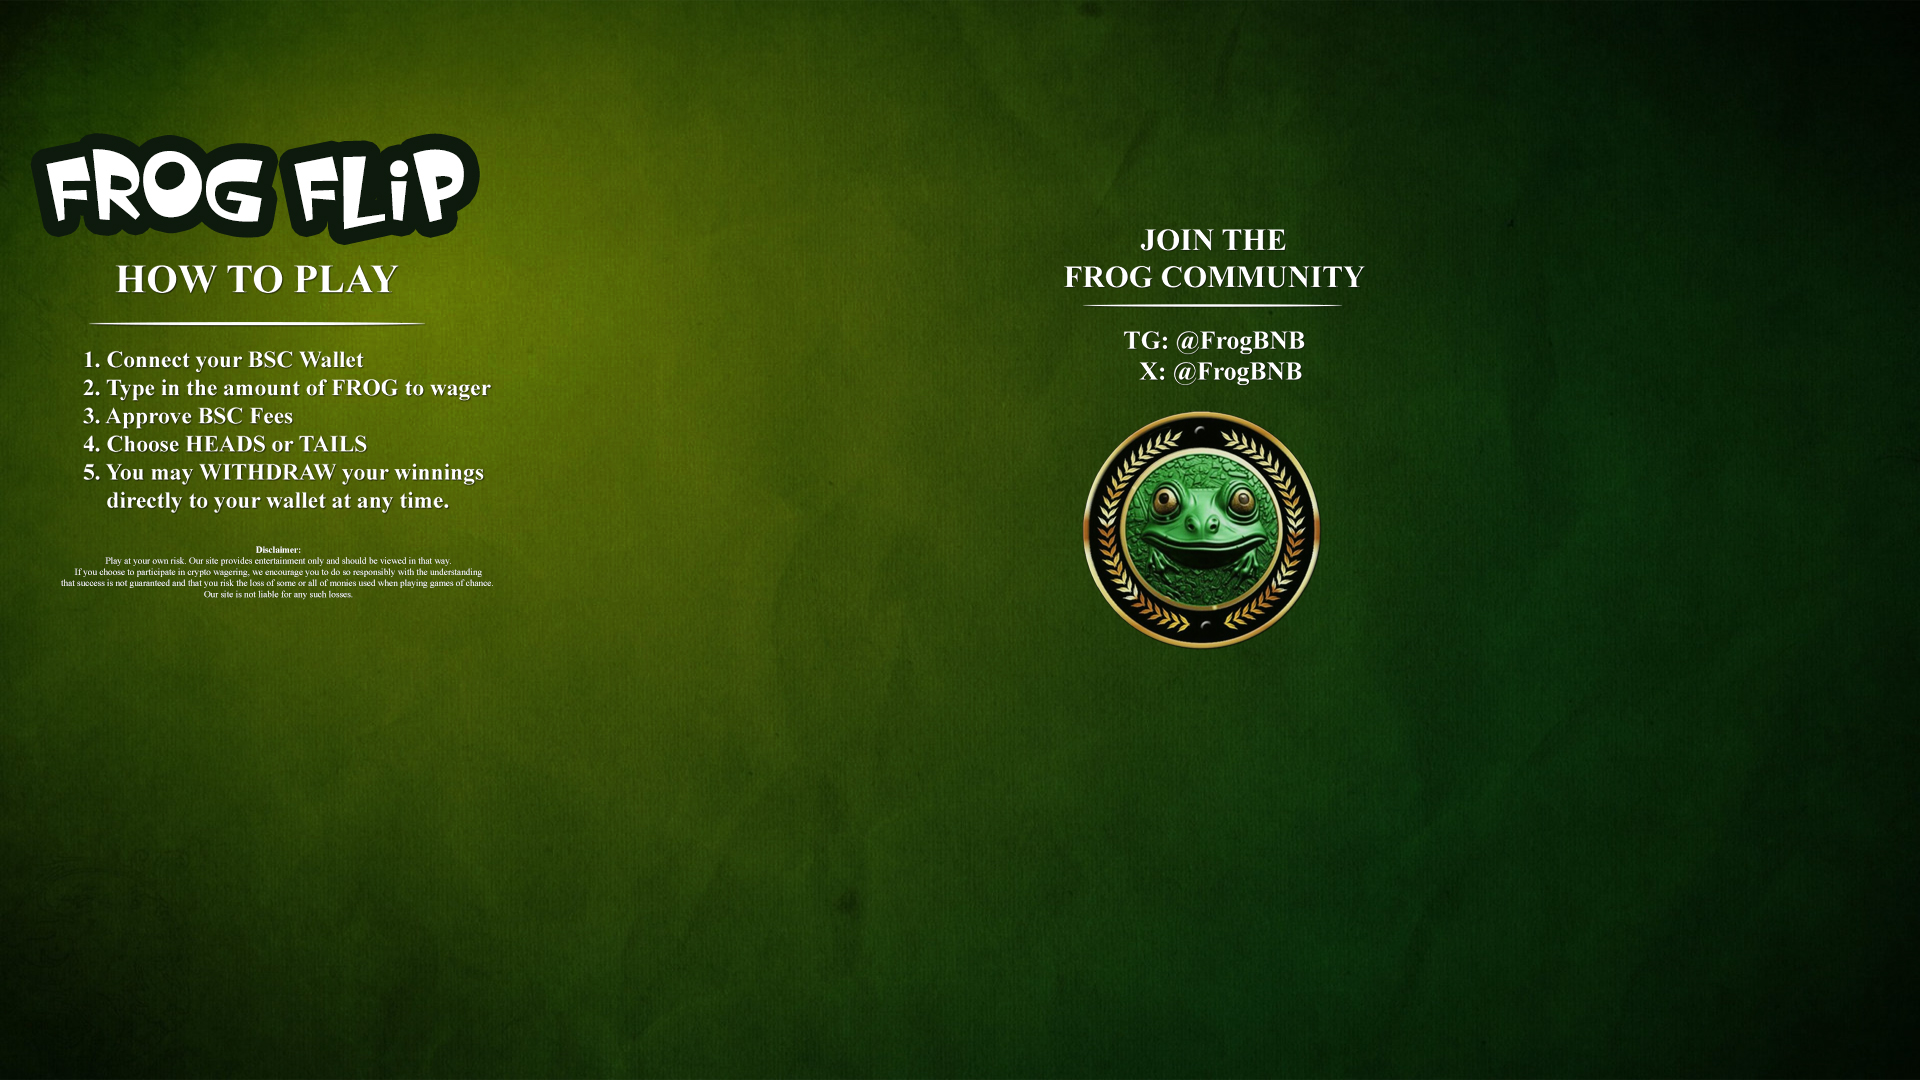 FROG FLiP
HOW TO PLAY
1. Connect your BSC Wallet
2. Type in the amount of FROG to wager
3. Approve BSC Fees
4. Choose HEADS or TAILS
5. You may WITHDRAW your winnings
directly to your wallet at any time.
Disclaimer:
Play at your own risk. Our site provides entertainment only and should be viewed in that way.
If you choose to participate in crypto wagering, we encourage you to do so responsibly with the understanding
that success is not guaranteed and that you risk the loss of some or all of monies used when playing games of chance.
Our site is not liable for any such losses.
JOIN THE
FROG COMMUNITY
TG: @FrogBNB
X: @FrogBNB